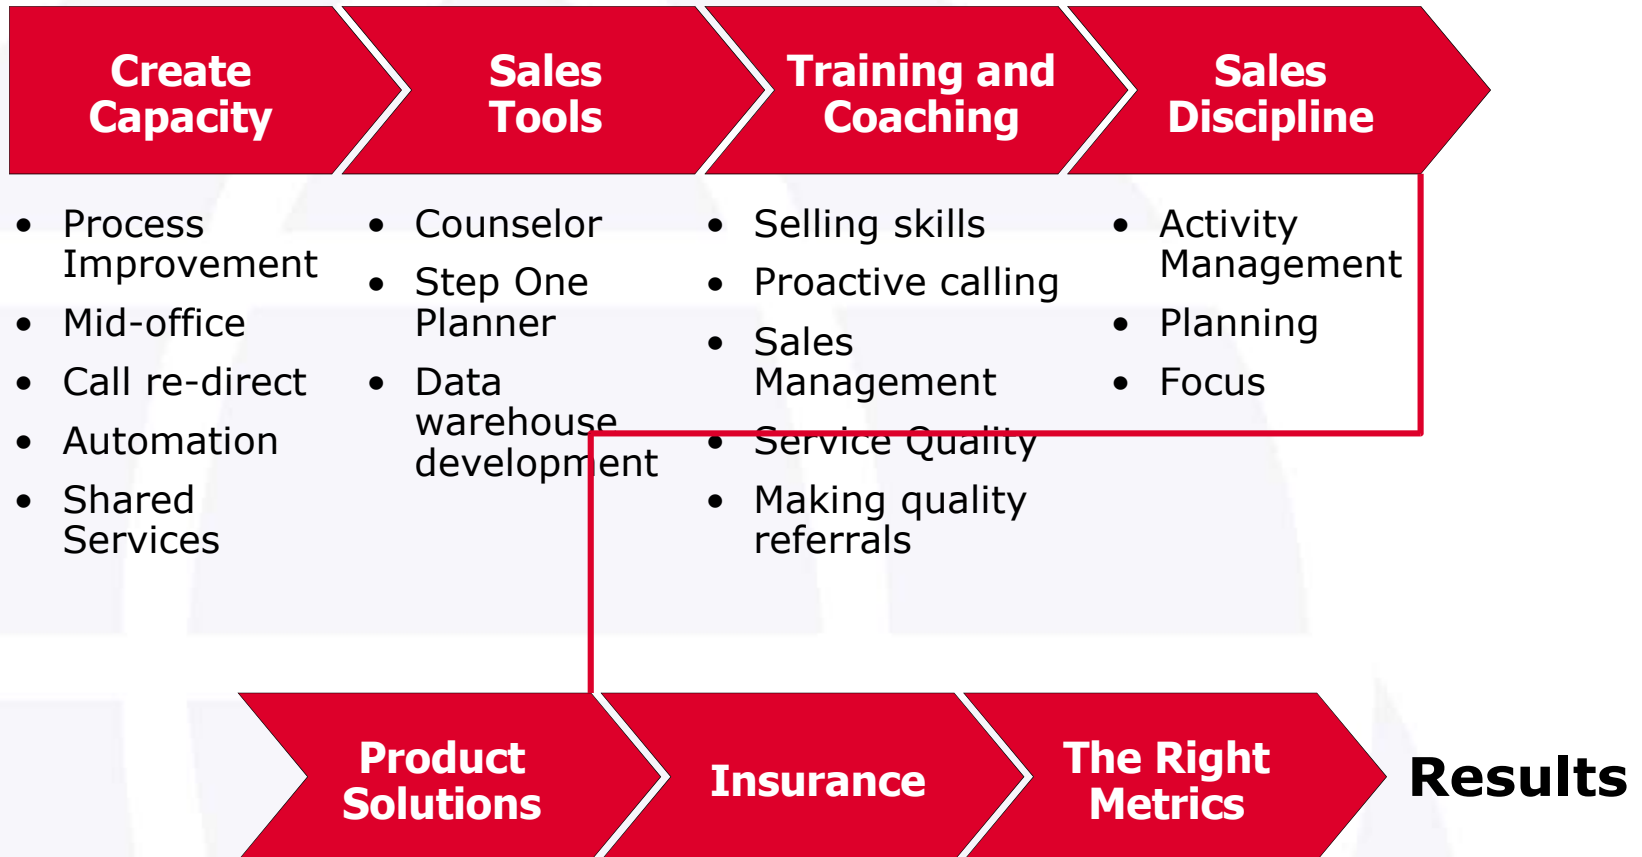 Create
Capacity
Sales
Tools
Training and
Coaching
Sales
Discipline
• Process
Improvement
• Mid-office
• Call re-direct
• Automation
• Shared
Services
• Counselor
• Step One
Planner
• Data
warehouse
development
• Selling skills
• Proactive calling
• Sales
Management
• Service Quality
• Making quality
referrals
• Activity
Management
• Planning
• Focus
Product
Solutions
Insurance
The Right
Metrics
Results